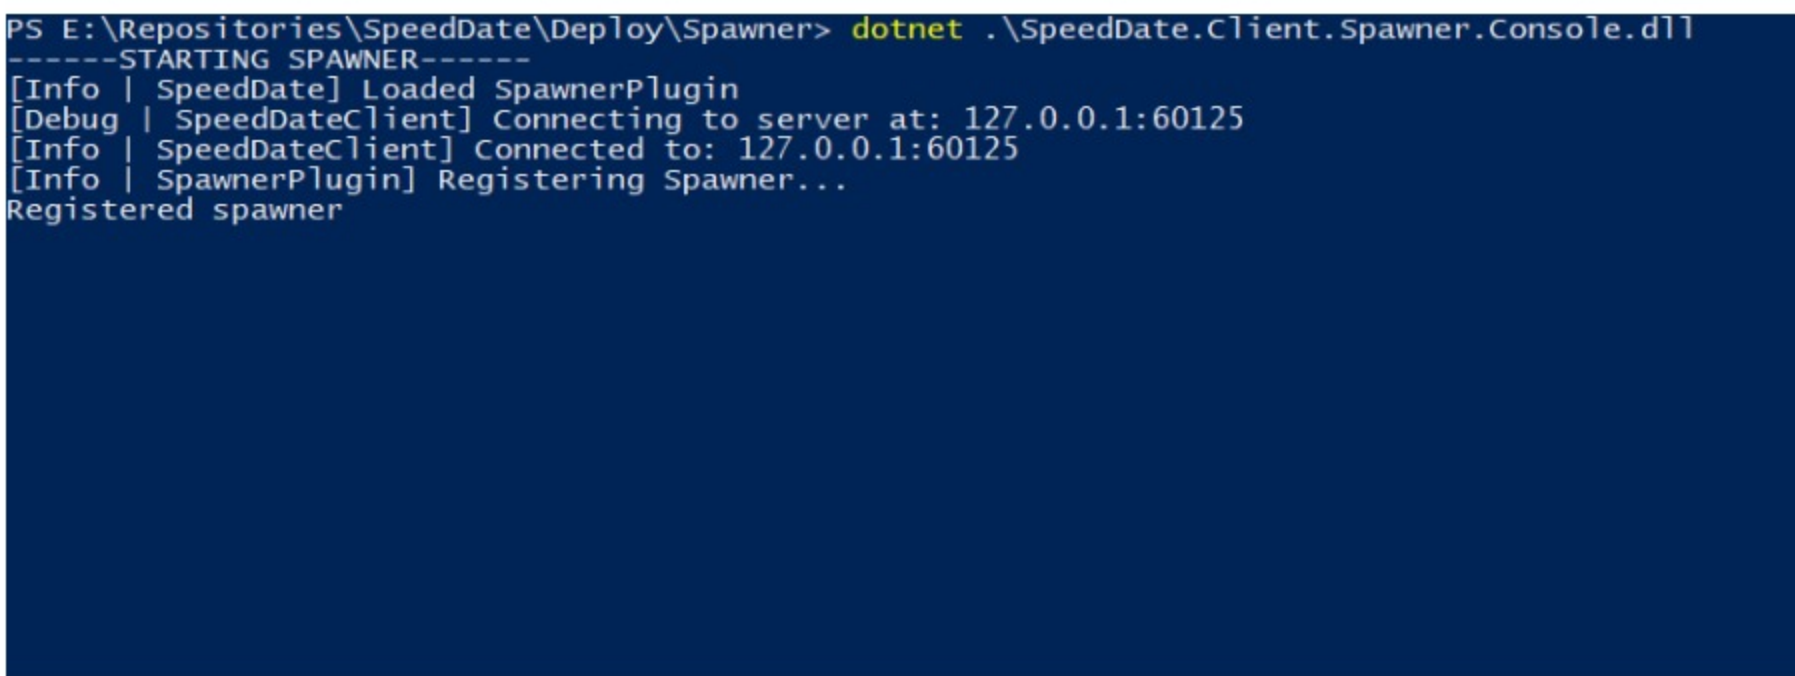 PS E:\Repositories\SpeedDate\Deploy\Spawner> dotnet .\SpeedDate.Client.Spawner.Console.dll
------STARTING SPAWNER------
[Info | SpeedDate] Loaded SpawnerPlugin
[Debug | SpeedDateClient] Connecting to server at: 127.0.0.1:60125
[Info | SpeedDateClient] Connected to: 127.0.0.1:60125
[Info | SpawnerPlugin] Registering Spawner...
Registered spawner